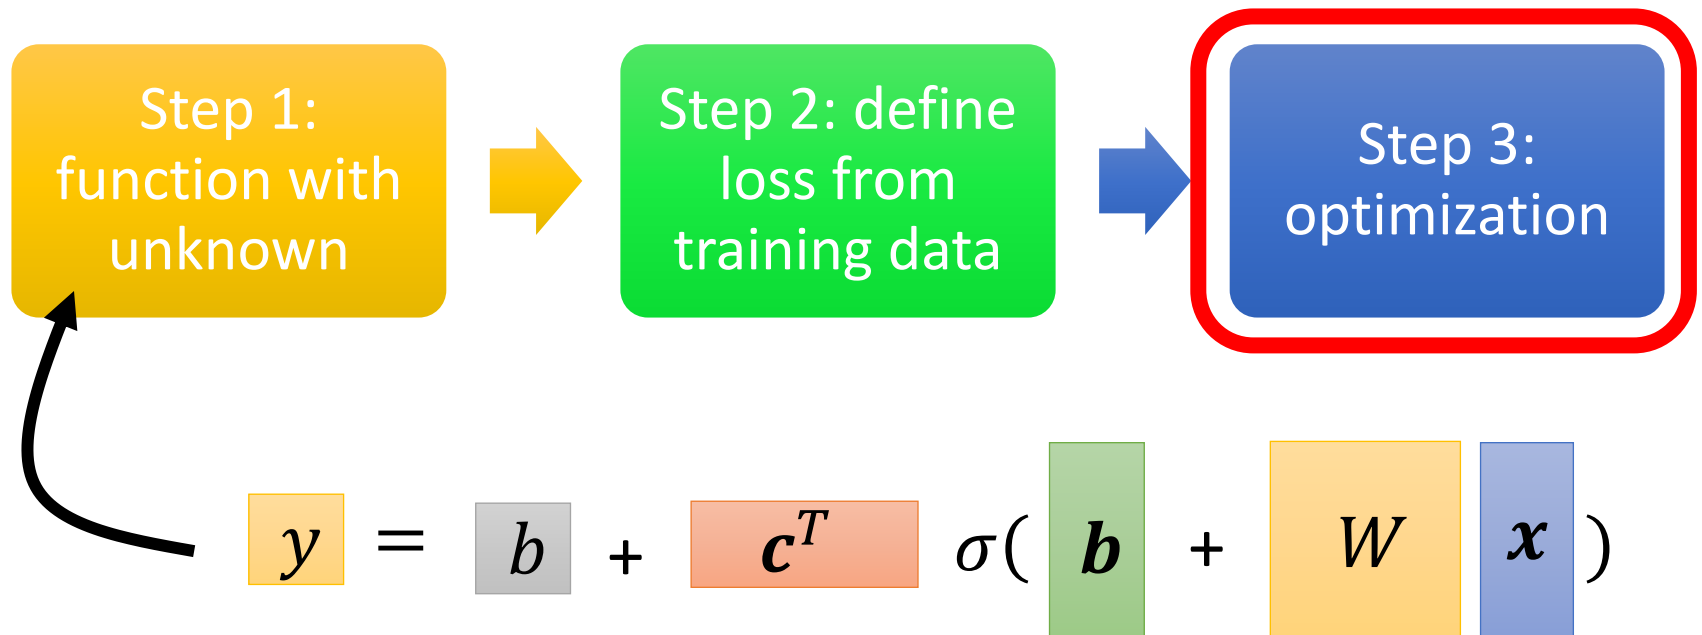 Step 1:
function with
unknown
Step 2: define
loss from
training data
Step 3:
optimization
y = b + cᵀ σ( b + W x )